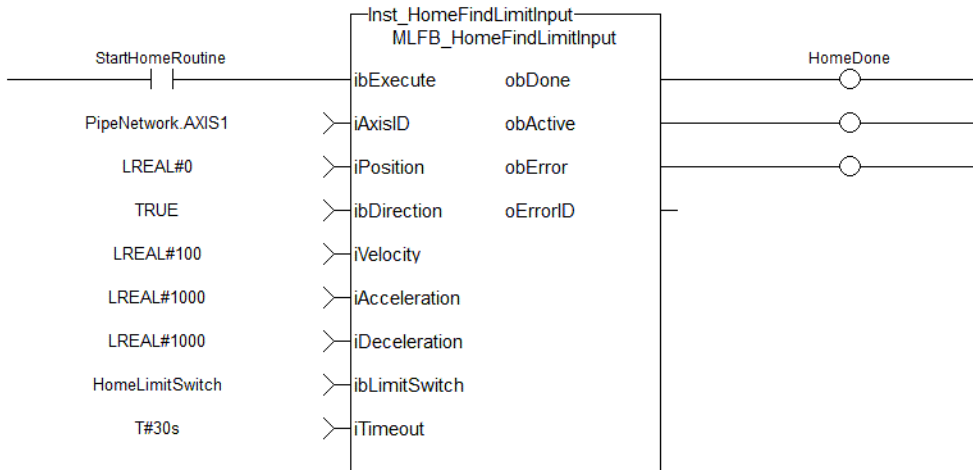 Inst_HomeFindLimitInput
MLFB_HomeFindLimitInput
StartHomeRoutine ibExecute obDone HomeDone
PipeNetwork.AXIS1 iAxisID obActive
LREAL#0 iPosition obError
TRUE ibDirection oErrorID
LREAL#100 iVelocity
LREAL#1000 iAcceleration
LREAL#1000 iDeceleration
HomeLimitSwitch ibLimitSwitch
T#30s iTimeout